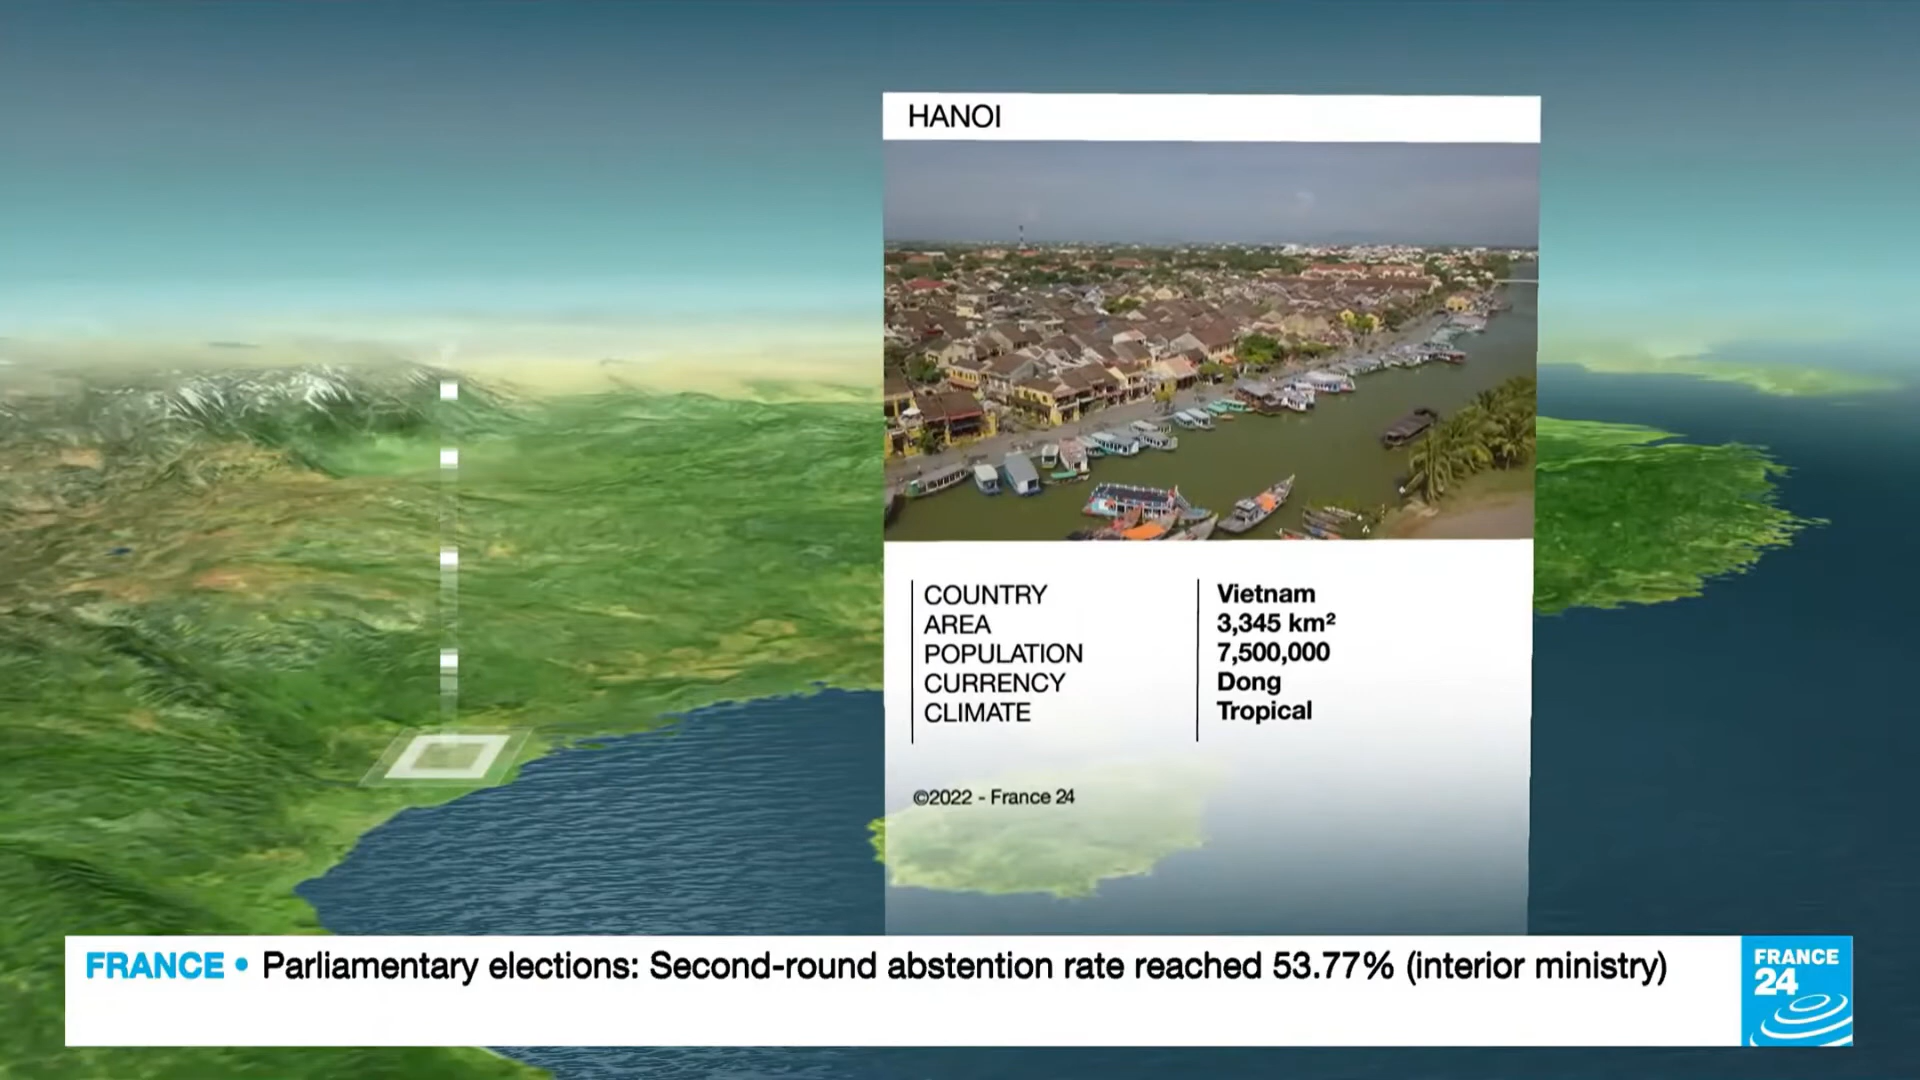 HANOI
COUNTRY Vietnam
AREA 3,345 km²
POPULATION 7,500,000
CURRENCY Dong
CLIMATE Tropical
©2022 - France 24
FRANCE • Parliamentary elections: Second-round abstention rate reached 53.77% (interior ministry)
FRANCE
24